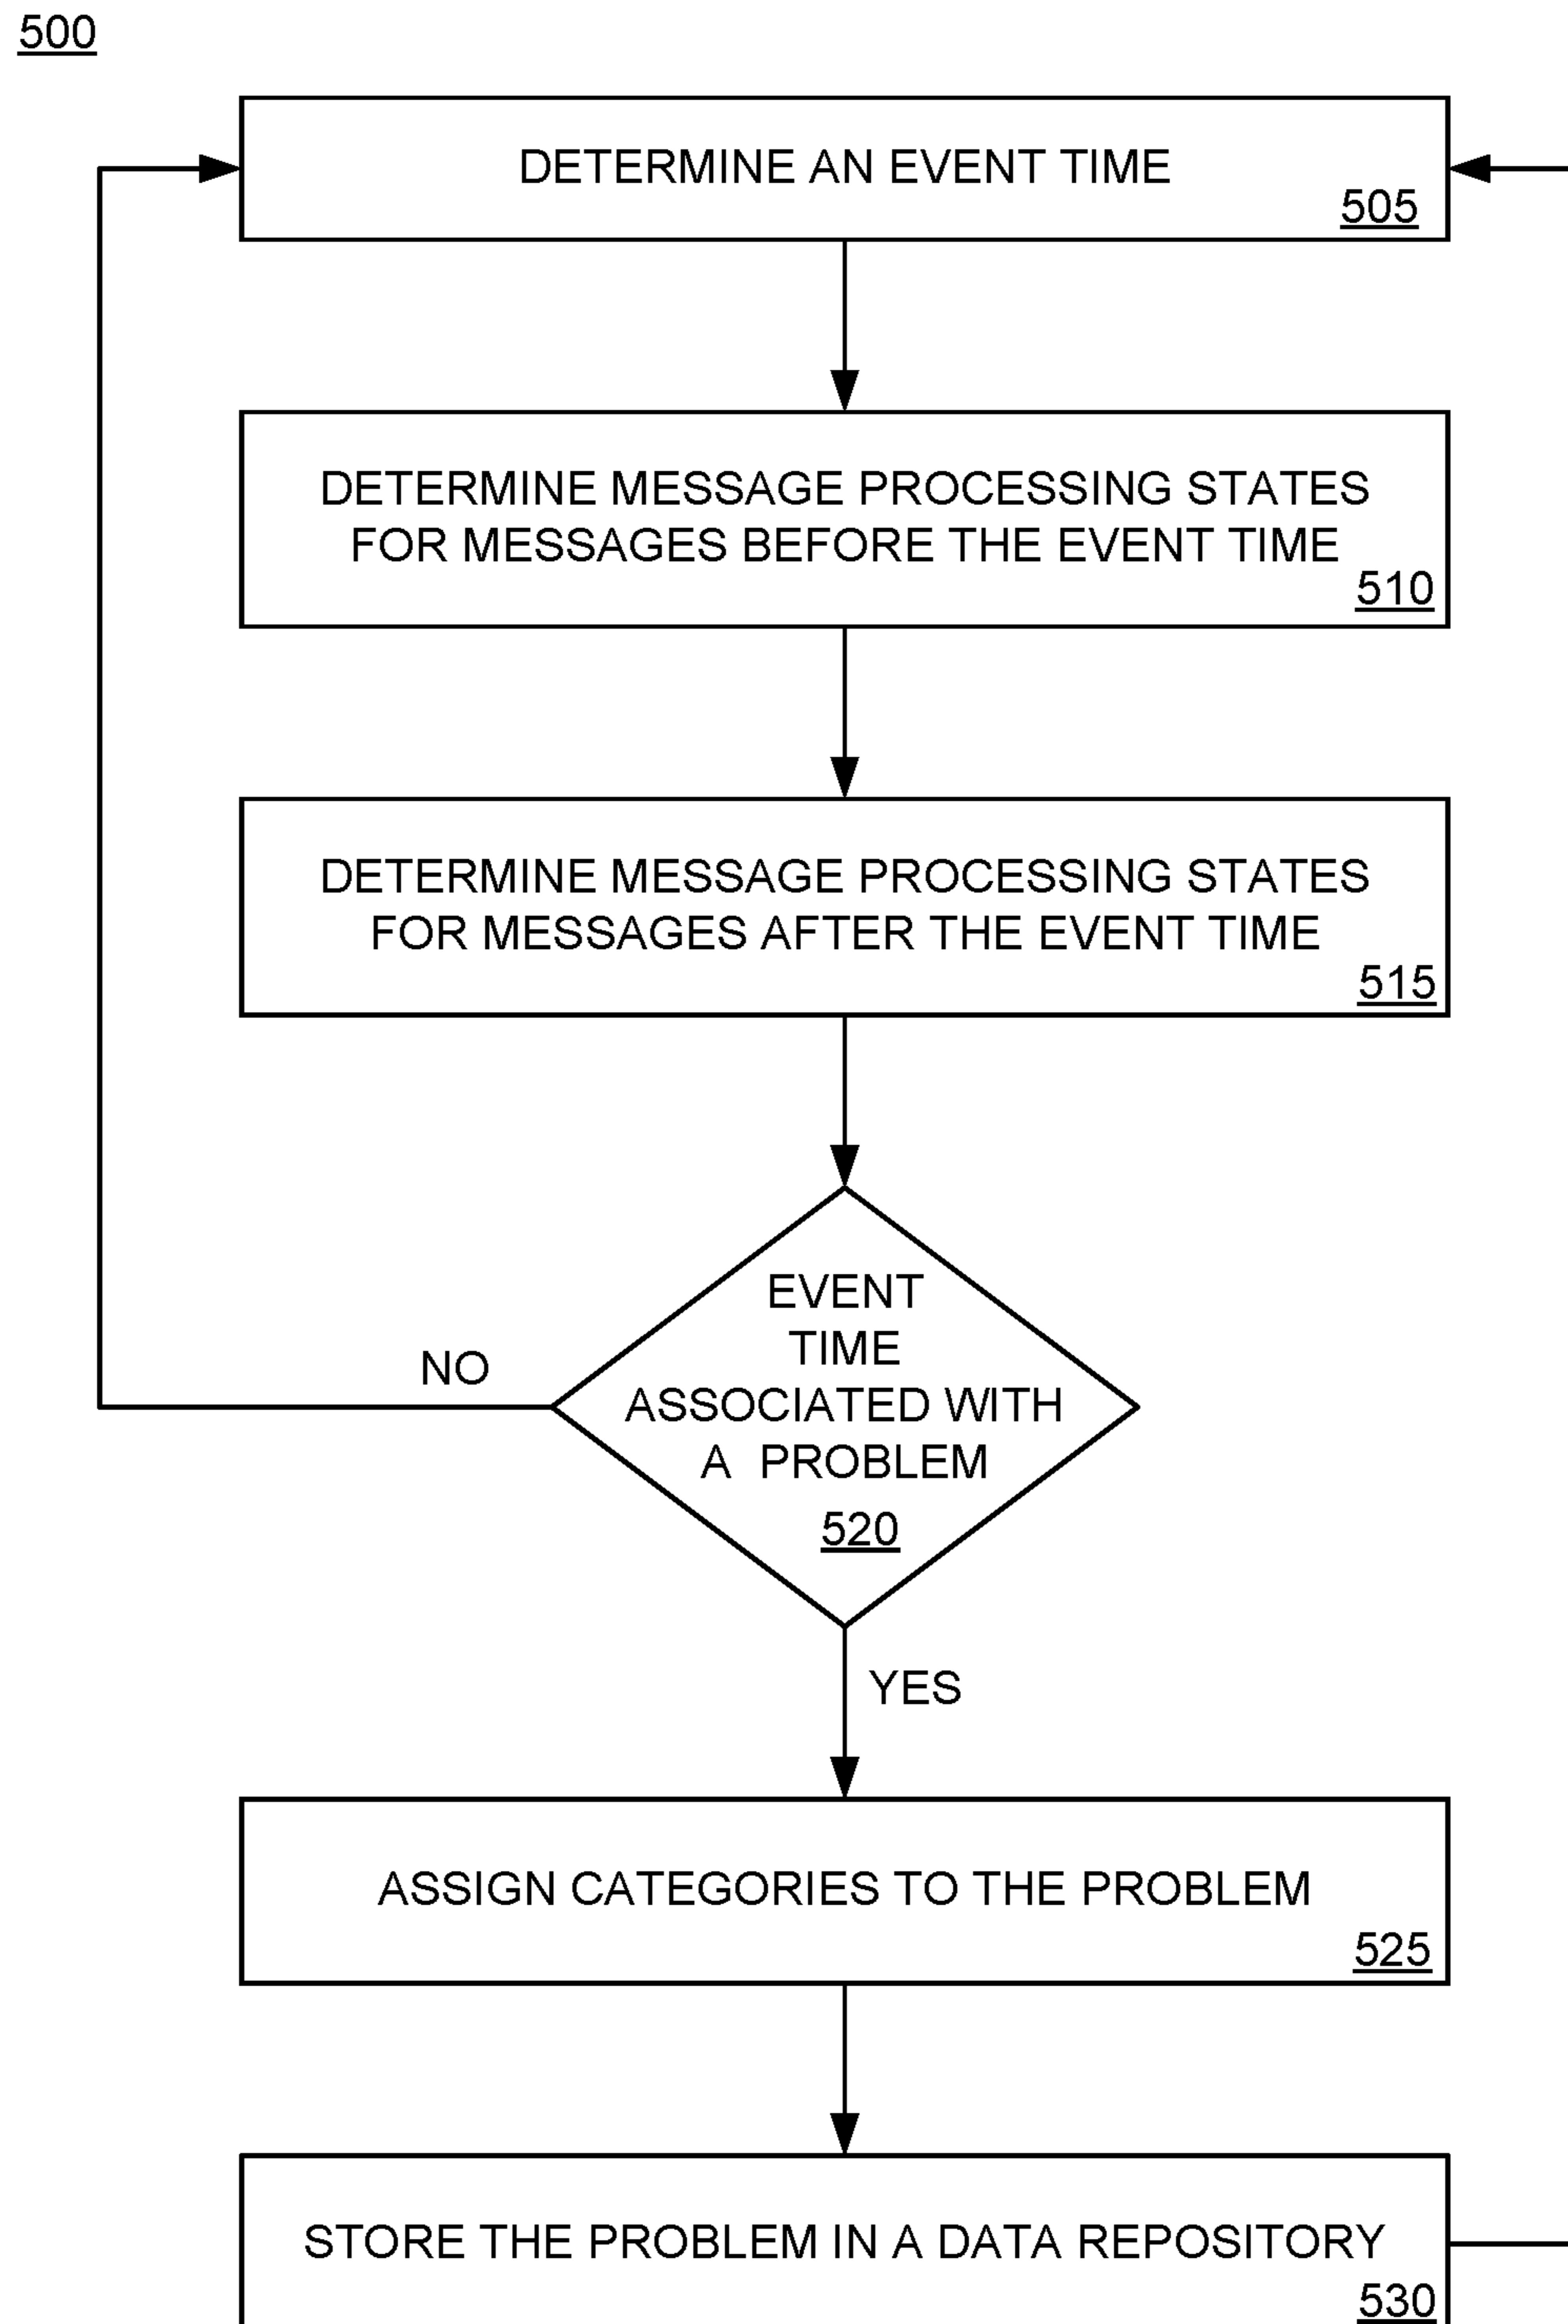 500
DETERMINE AN EVENT TIME
505
DETERMINE MESSAGE PROCESSING STATES
FOR MESSAGES BEFORE THE EVENT TIME
510
DETERMINE MESSAGE PROCESSING STATES
FOR MESSAGES AFTER THE EVENT TIME
515
EVENT
TIME
ASSOCIATED WITH
A PROBLEM
520
NO
YES
ASSIGN CATEGORIES TO THE PROBLEM
525
STORE THE PROBLEM IN A DATA REPOSITORY
530